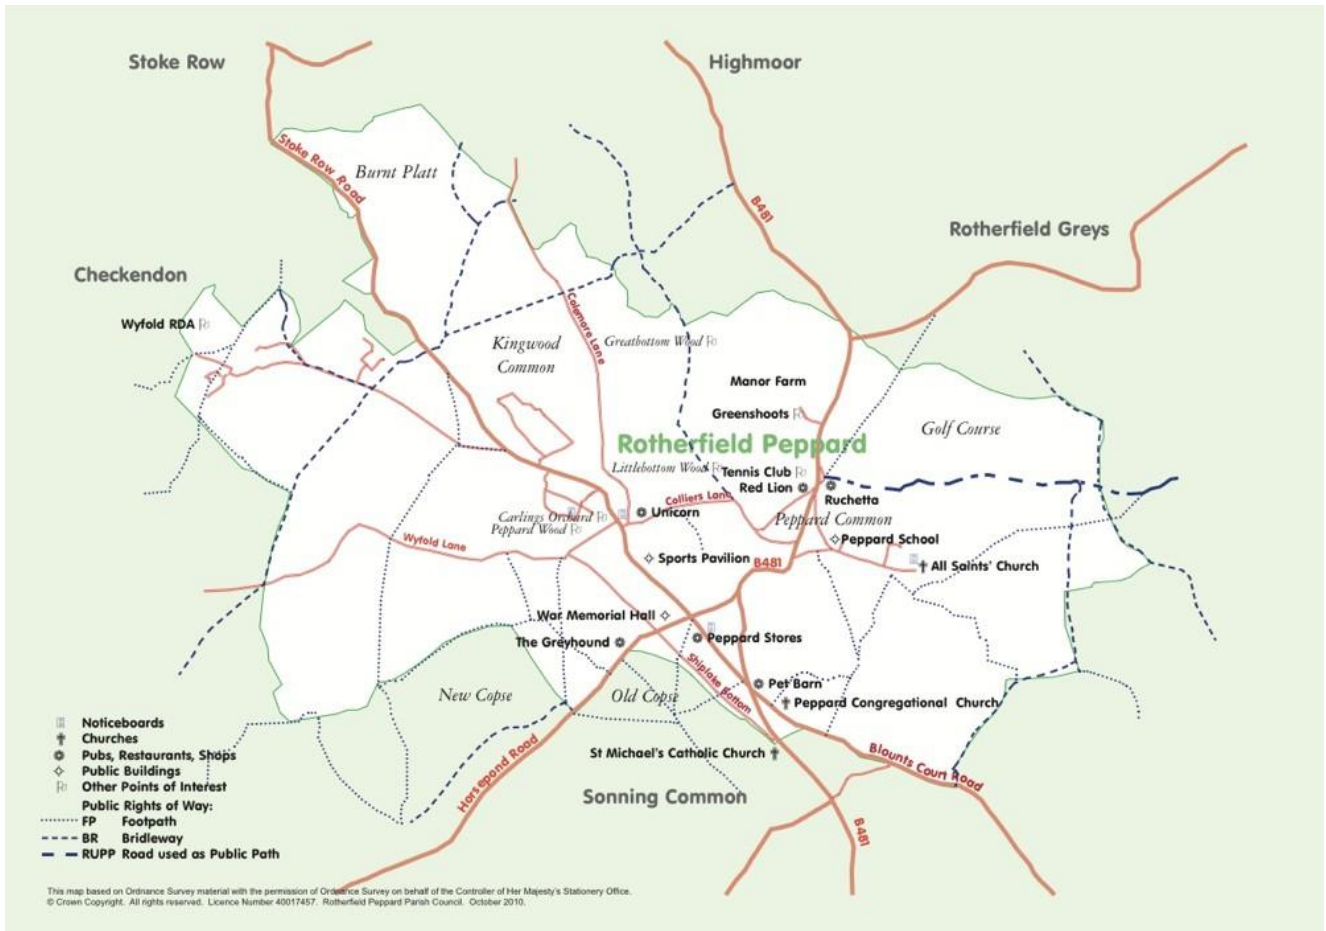 Stoke Row
Highmoor
Stoke Row Road
Burnt Platt
B481
Rotherfield Greys
Checkendon
Wyfold RDA
Colemore Lane
Kingwood
Common
Greatbottom Wood
Manor Farm
Greenshoots
Golf Course
Rotherfield Peppard
Littlebottom Wood
Tennis Club
Red Lion
Ruchetta
Colliers Lane
Carlings Orchard
Unicorn
Peppard Common
Peppard Wood
Wyfold Lane
Peppard School
Sports Pavilion
B481
All Saints' Church
War Memorial Hall
The Greyhound
Peppard Stores
Shiplake Bottom
New Copse
Old Copse
Pet Barn
Peppard Congregational Church
St Michael's Catholic Church
Blounts Court Road
Horsepond Road
Sonning Common
B481
Noticeboards
Churches
Pubs, Restaurants, Shops
Public Buildings
Other Points of Interest
Public Rights of Way:
FP Footpath
BR Bridleway
RUPP Road used as Public Path
This map based on Ordnance Survey material with the permission of Ordnance Survey on behalf of the Controller of Her Majesty's Stationery Office.
© Crown Copyright. All rights reserved. Licence Number 40017457. Rotherfield Peppard Parish Council. October 2010.